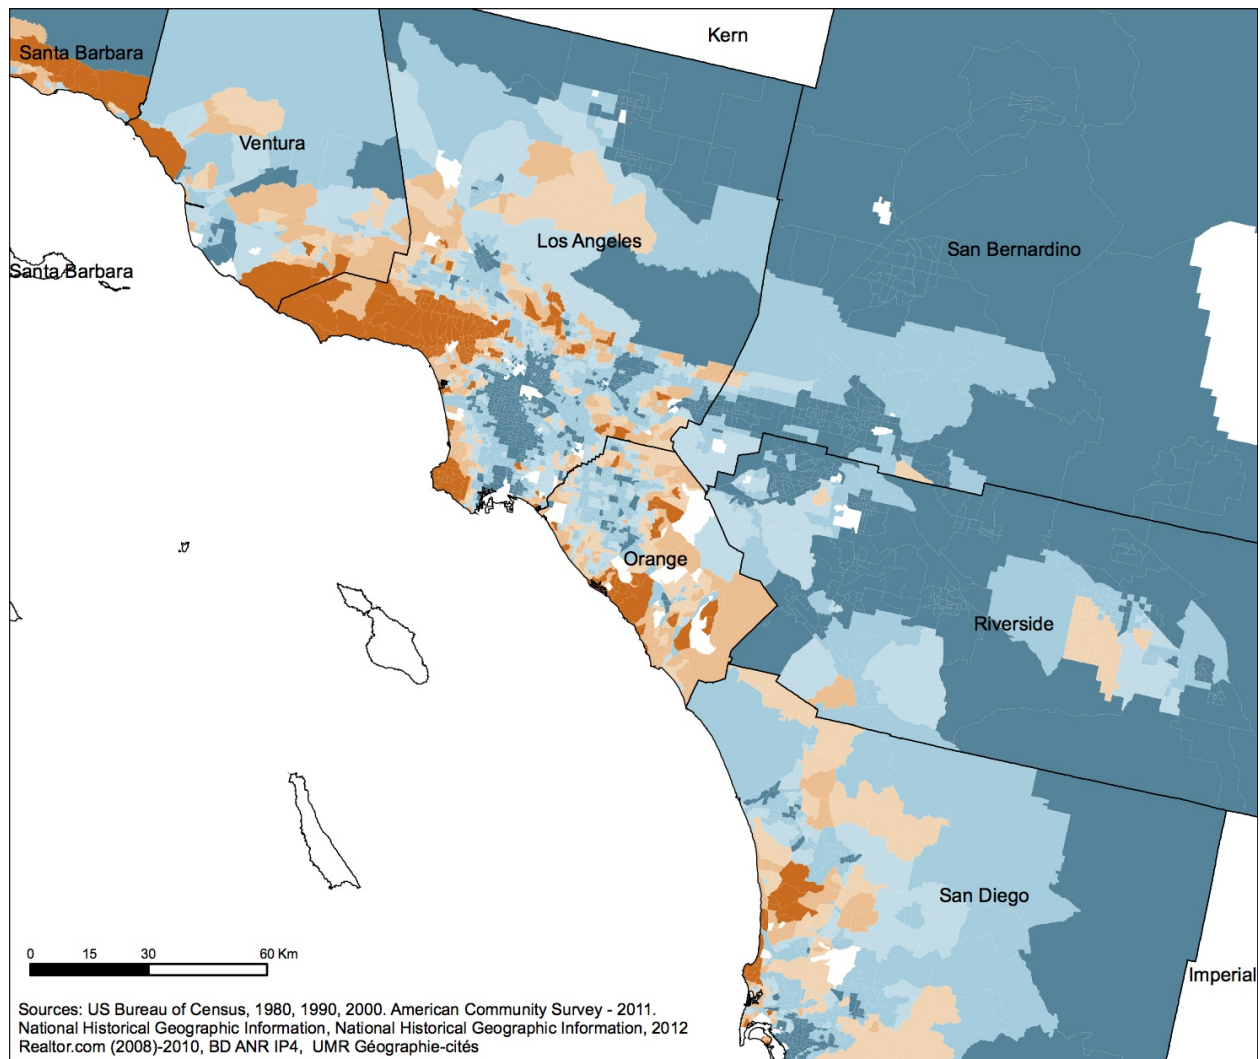 Kern
Santa Barbara
Ventura
Los Angeles
San Bernardino
Santa Barbara
Orange
Riverside
San Diego
0 15 30 60 Km
Imperial
Sources: US Bureau of Census, 1980, 1990, 2000. American Community Survey - 2011.
National Historical Geographic Information, National Historical Geographic Information, 2012
Realtor.com (2008)-2010, BD ANR IP4, UMR Géographie-cités